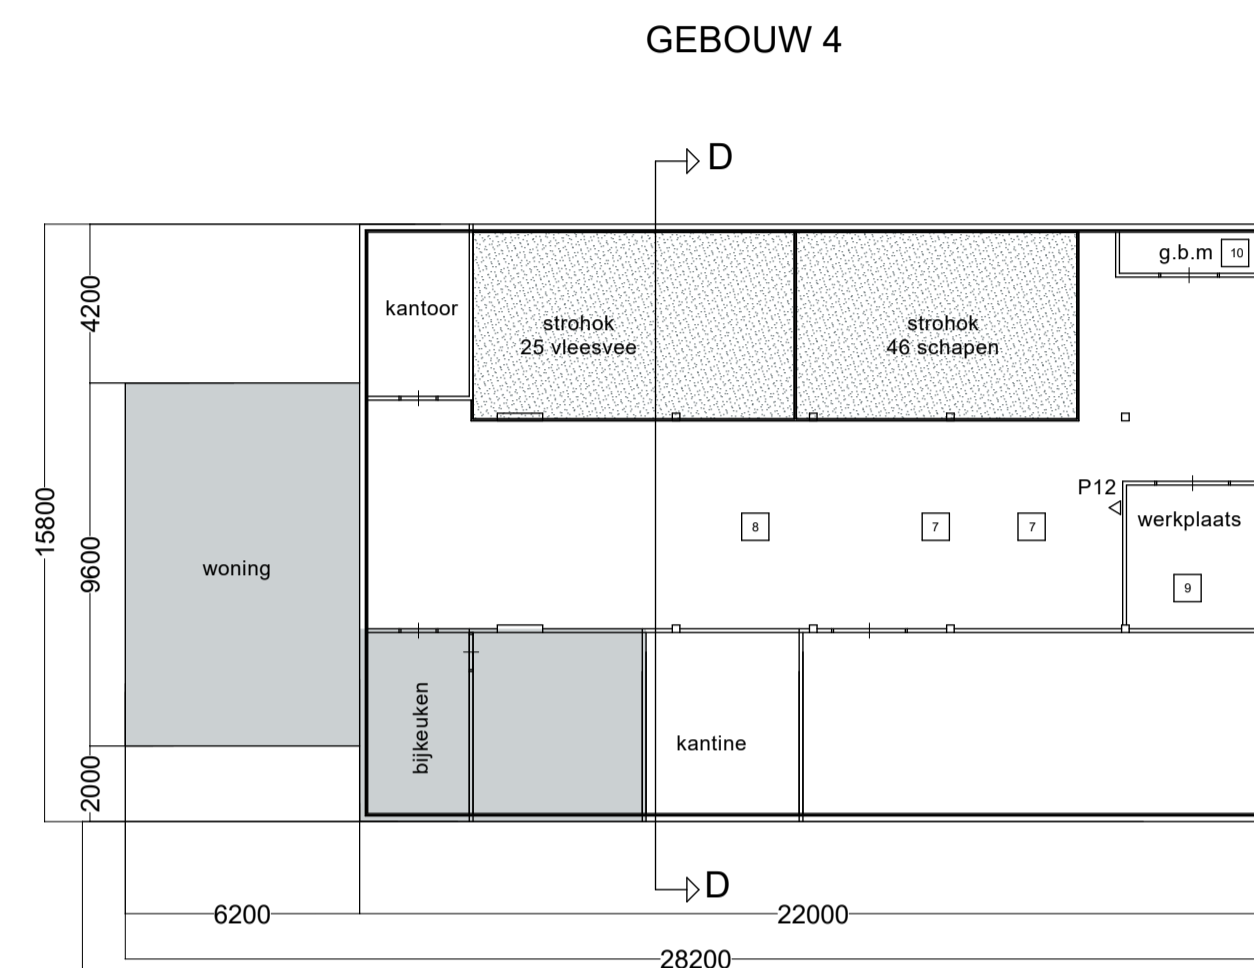 GEBOUW 4
D
4200
kantoor
strohok
25 vleesvee
strohok
46 schapen
g.b.m
10
15800
9600
woning
8
7
7
P12
werkplaats
9
bijkeuken
kantine
2000
D
6200
22000
28200